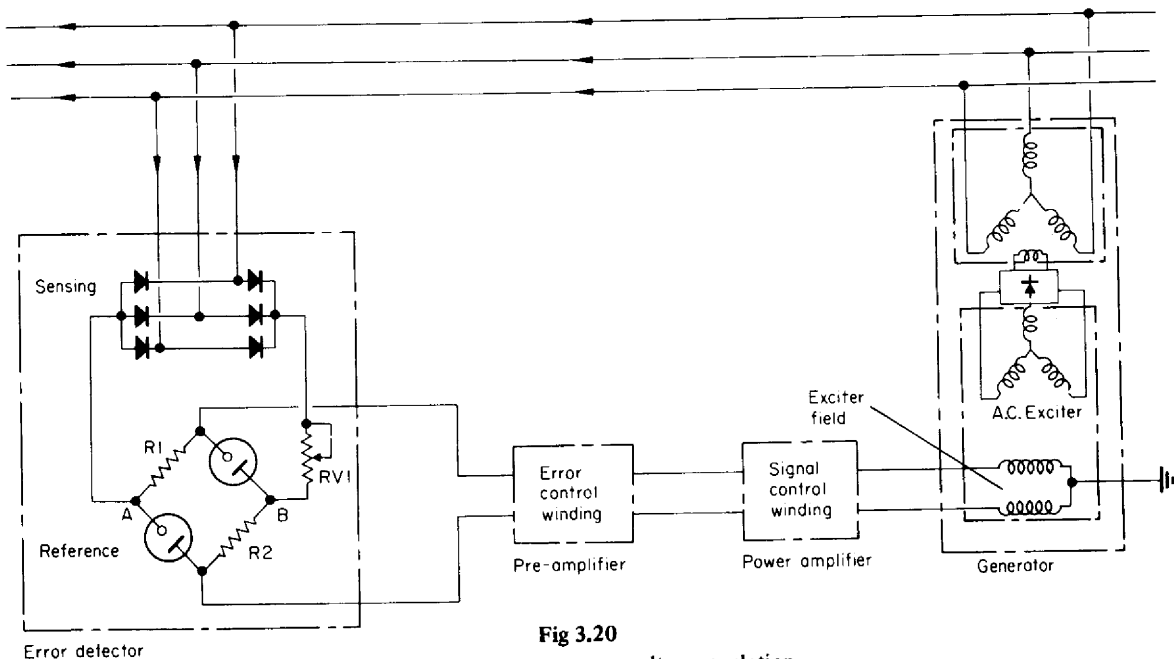 Sensing
R1
RV1
A
B
R2
Reference
Error detector
Error
control
winding
Pre-amplifier
Signal
control
winding
Power amplifier
Exciter
field
A.C. Exciter
Generator
Fig 3.20